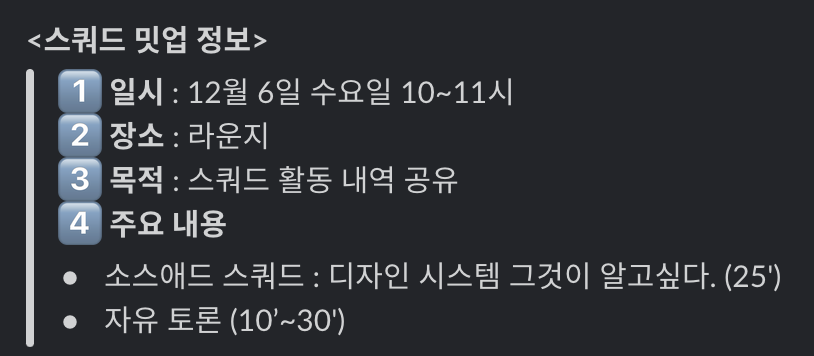 <스쿼드 밋업 정보>
1 일시 : 12월 6일 수요일 10~11시
2 장소 : 라운지
3 목적 : 스쿼드 활동 내역 공유
4 주요 내용
● 소스애드 스쿼드 : 디자인 시스템 그것이 알고싶다. (25')
● 자유 토론 (10’~30')